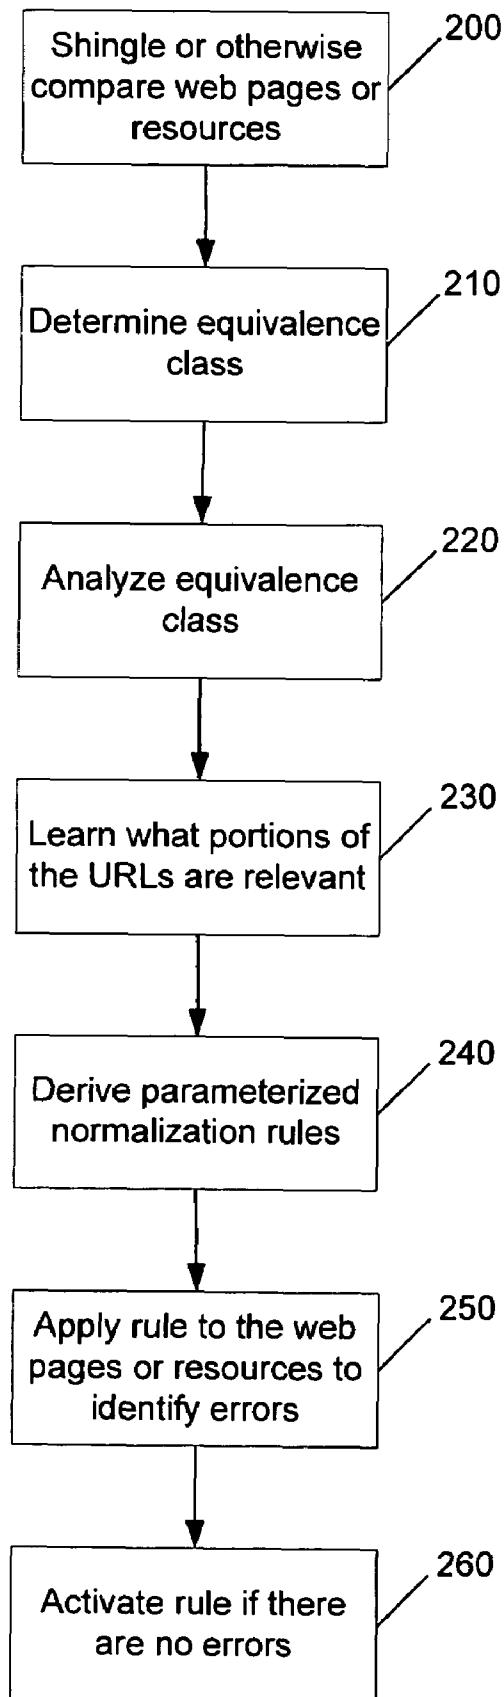 200
Shingle or otherwise
compare web pages or
resources
210
Determine equivalence
class
220
Analyze equivalence
class
230
Learn what portions of
the URLs are relevant
240
Derive parameterized
normalization rules
250
Apply rule to the web
pages or resources to
identify errors
260
Activate rule if there
are no errors